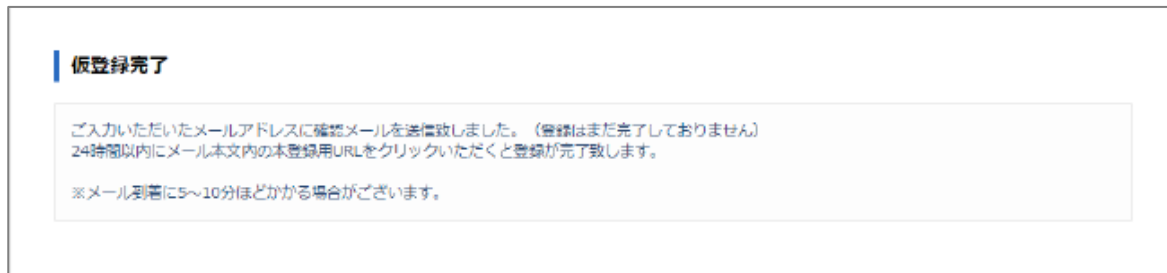 仮登録完了
ご入力いただいたメールアドレスに確認メールを送信致しました。（登録はまだ完了しておりません）
24時間以内にメール本文内の本登録用URLをクリックいただくと登録が完了致します。
※メール到着に5～10分ほどかかる場合がございます。